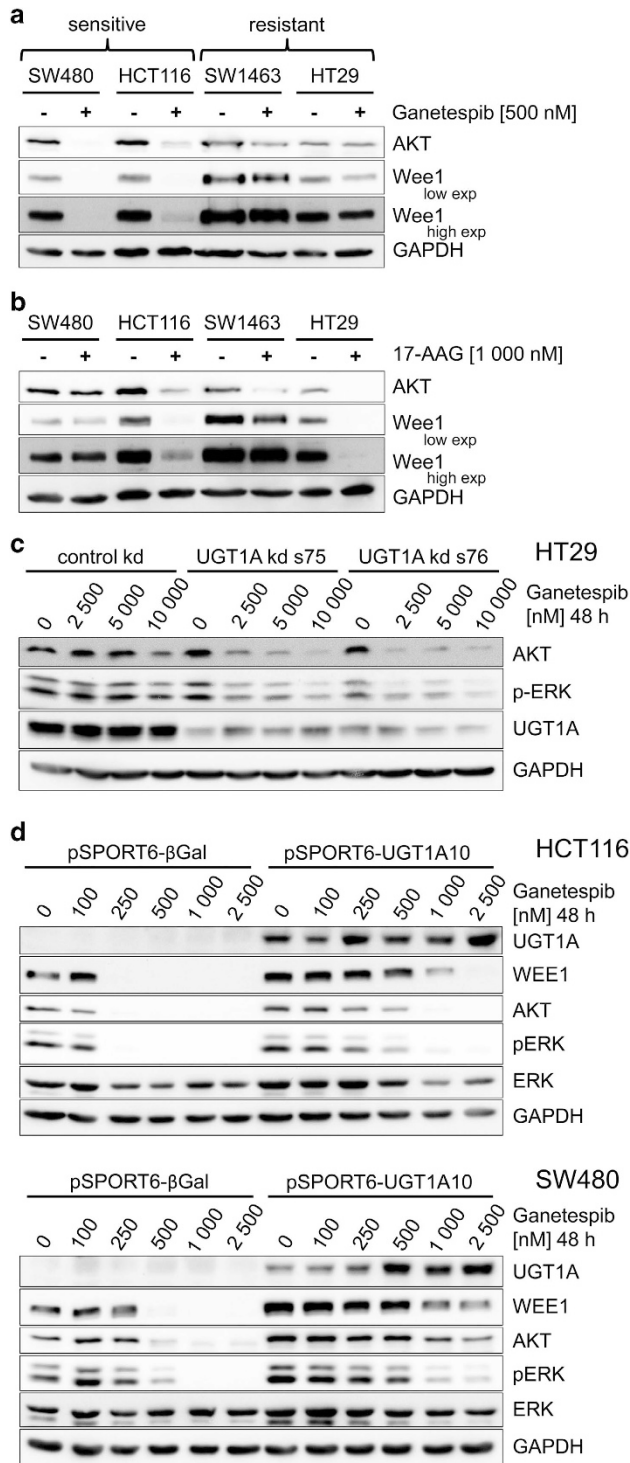 a
sensitive resistant
SW480 HCT116 SW1463 HT29
- + - + - + - + Ganetespib [500 nM]
AKT
Wee1
low exp
Wee1
high exp
GAPDH
b
SW480 HCT116 SW1463 HT29
- + - + - + - + 17-AAG [1 000 nM]
AKT
Wee1
low exp
Wee1
high exp
GAPDH
c
control kd UGT1A kd s75 UGT1A kd s76 HT29
0 2 500 5 000 10 000 0 2 500 5 000 10 000 0 2 500 5 000 10 000 Ganetespib
[nM] 48 h
AKT
p-ERK
UGT1A
GAPDH
d
pSPORT6-βGal pSPORT6-UGT1A10 HCT116
0 100 250 500 1 000 2 500 0 100 250 500 1 000 2 500 Ganetespib
[nM] 48 h
UGT1A
WEE1
AKT
pERK
ERK
GAPDH
pSPORT6-βGal pSPORT6-UGT1A10 SW480
0 100 250 500 1 000 2 500 0 100 250 500 1 000 2 500 Ganetespib
[nM] 48 h
UGT1A
WEE1
AKT
pERK
ERK
GAPDH